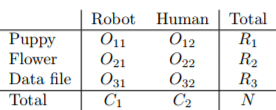 Robot Human Total
Puppy O₁₁ O₁₂ R₁
Flower O₂₁ O₂₂ R₂
Data file O₃₁ O₃₂ R₃
Total C₁ C₂ N